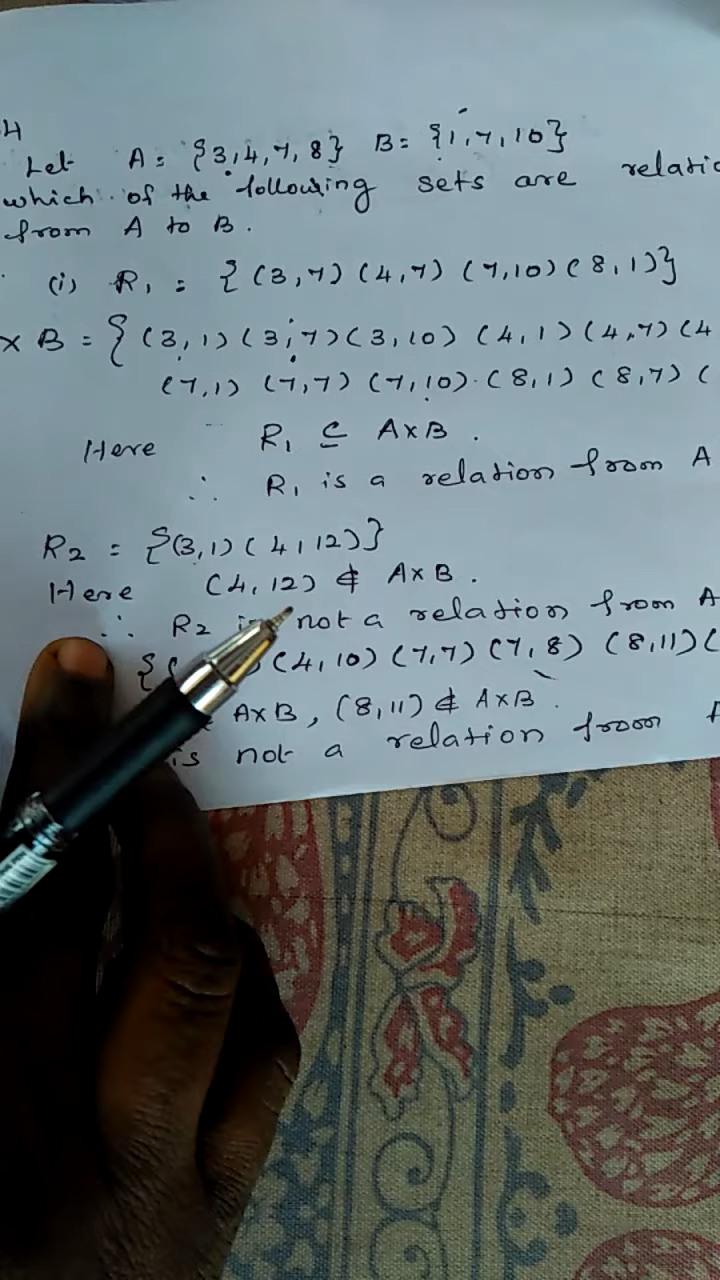 4
Let A = {3,4,7,8} B = {1,7,10}
which of the following sets are
from A to B.
(i) R₁ = {(3,7)(4,7)(7,10)(8,1)}
× B = {(3,1)(3,7)(3,10)(4,1)(4,7)(4
(7,1)(7,7)(7,10)(8,1)(8,7)(
Here R₁ ⊆ A×B.
∴ R₁ is a relation from A
R₂ = {(3,1)(4,12)}
Here (4,12) ∉ A×B.
∴ R₂ is not a relation from A
{( ) (4,10)(7,7)(7,8)(8,11)(
A×B, (8,11) ∉ A×B.
is not a relation from A